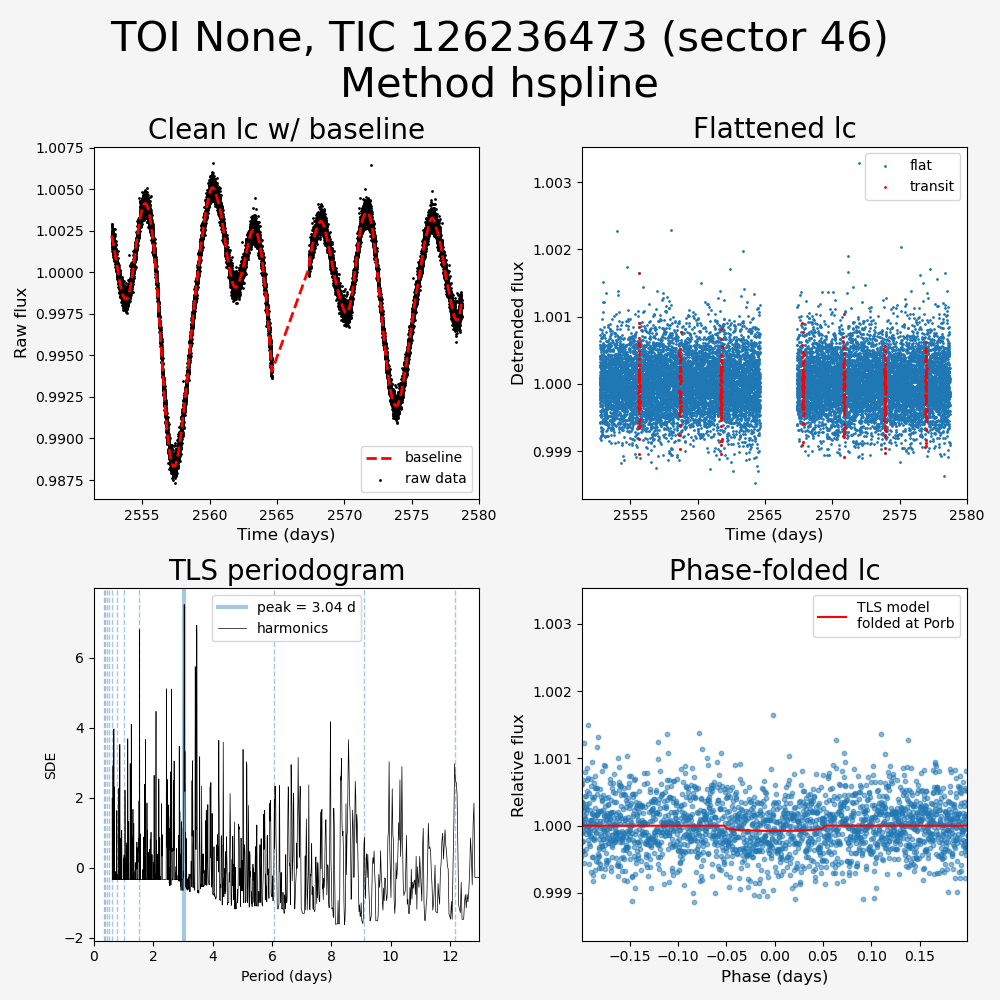 TOI None, TIC 126236473 (sector 46)
Method hspline
Clean lc w/ baseline
1.0075
1.0050
1.0025
1.0000
0.9975
0.9950
0.9925
0.9900
0.9875
Raw flux
baseline
raw data
2555
2560
2565
2570
2575
2580
Time (days)
Flattened lc
1.003
1.002
1.001
1.000
0.999
Detrended flux
flat
transit
2555
2560
2565
2570
2575
2580
Time (days)
TLS periodogram
6
4
2
0
−2
SDE
peak = 3.04 d
harmonics
0
2
4
6
8
10
12
Period (days)
Phase-folded lc
1.003
1.002
1.001
1.000
0.999
Relative flux
TLS model
folded at Porb
−0.15
−0.10
−0.05
0.00
0.05
0.10
0.15
Phase (days)